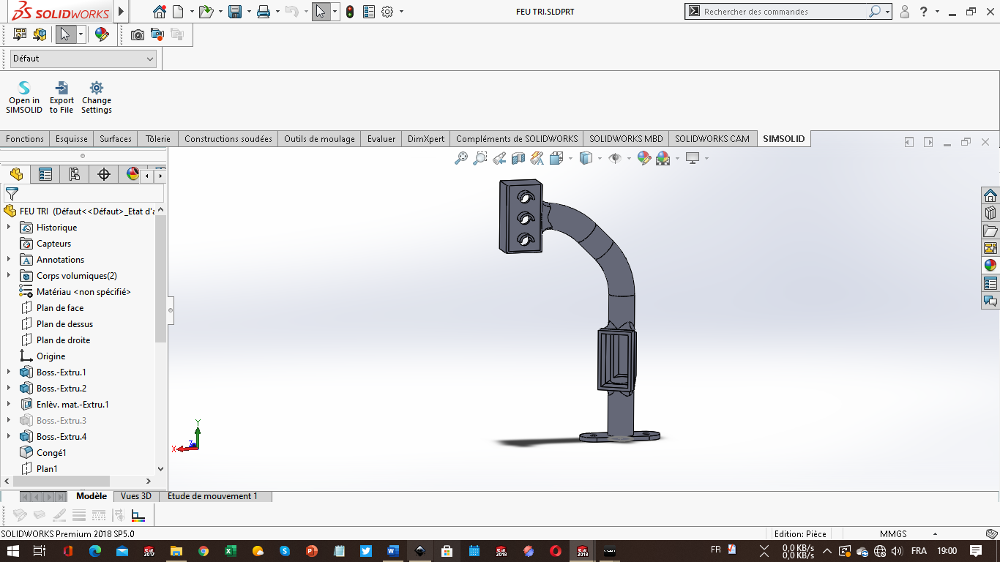 SOLIDWORKS
FEU TRI.SLDPRT
Rechercher des commandes
?
Défaut
Open in SIMSOLID
Export to File
Change Settings
Fonctions
Esquisse
Surfaces
Tôlerie
Constructions soudées
Outils de moulage
Evaluer
DimXpert
Compléments de SOLIDWORKS
SOLIDWORKS MBD
SOLIDWORKS CAM
SIMSOLID
FEU TRI (Défaut<<Défaut>_Etat d'a
Historique
Capteurs
Annotations
Corps volumiques(2)
Matériau <non spécifié>
Plan de face
Plan de dessus
Plan de droite
Origine
Boss.-Extru.1
Boss.-Extru.2
Enlèv. mat.-Extru.1
Boss.-Extru.3
Boss.-Extru.4
Congé1
Plan1
Y
X
Z
Modèle
Vues 3D
Etude de mouvement 1
SOLIDWORKS Premium 2018 SP5.0
Edition: Pièce
MMGS
FR
0,0 KB/s
0,0 KB/s
FRA
19:00